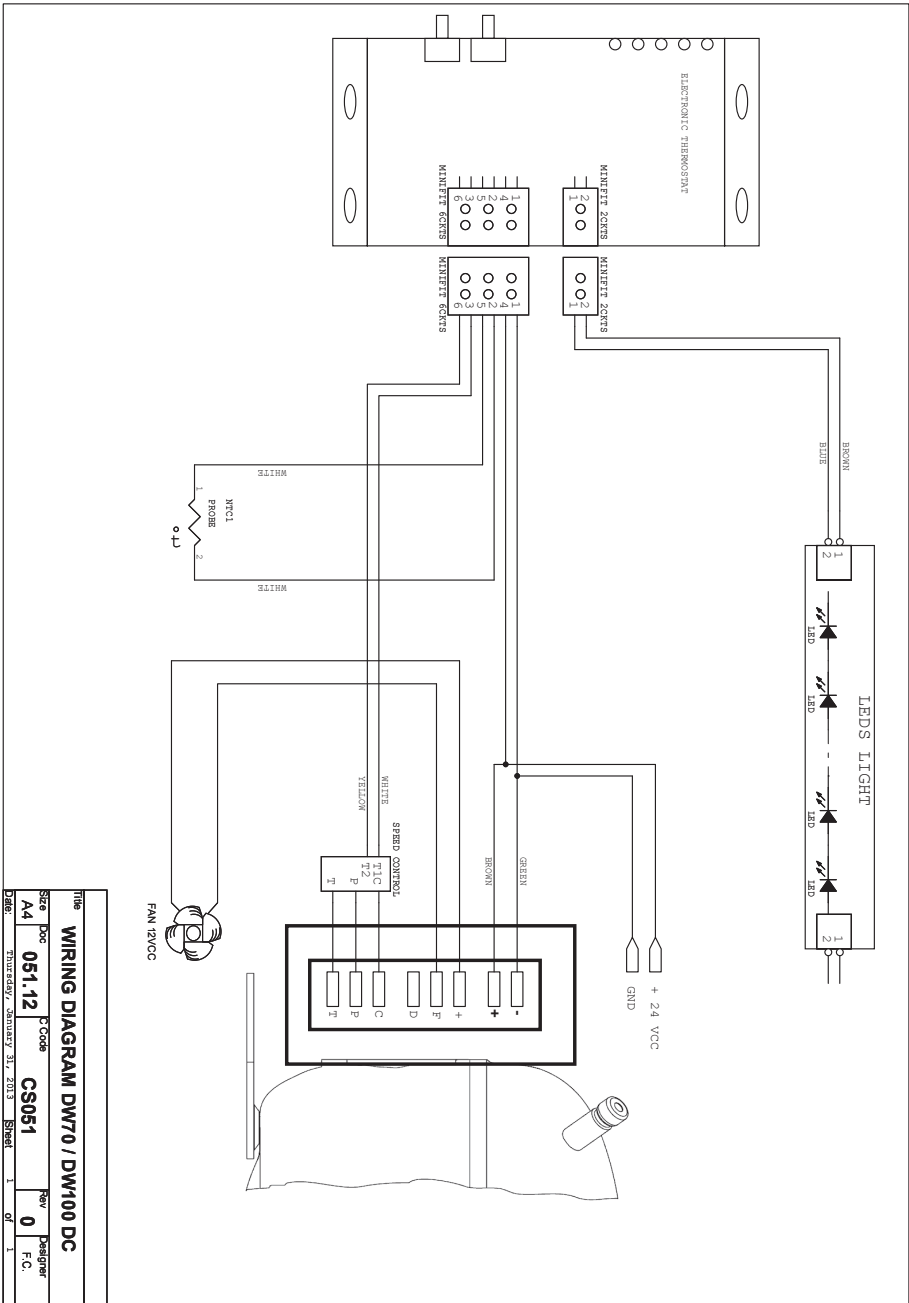 ELECTRONIC THERMOSTAT
MINIFIT 2CKTS
2
1
MINIFIT 6CKTS
1
4
2
5
3
6
MINIFIT 2CKTS
2
1
MINIFIT 6CKTS
1
4
2
5
3
6
BROWN
BLUE
LEDS LIGHT
1
2
LED
LED
-
LED
LED
1
2
WHITE
NTC1
PROBE
1
2
°t
WHITE
+ 24 VCC
GND
GREEN
BROWN
WHITE
YELLOW
SPEED CONTROL
T1C
T2
P
T
-
+
+
F
D
C
P
T
FAN 12VCC
Title
WIRING DIAGRAM DW70 / DW100 DC
Size Doc C Code Rev Designer
A4 051.12 CS051 0 F.C.
Date: Thursday, January 31, 2013 Sheet 1 of 1